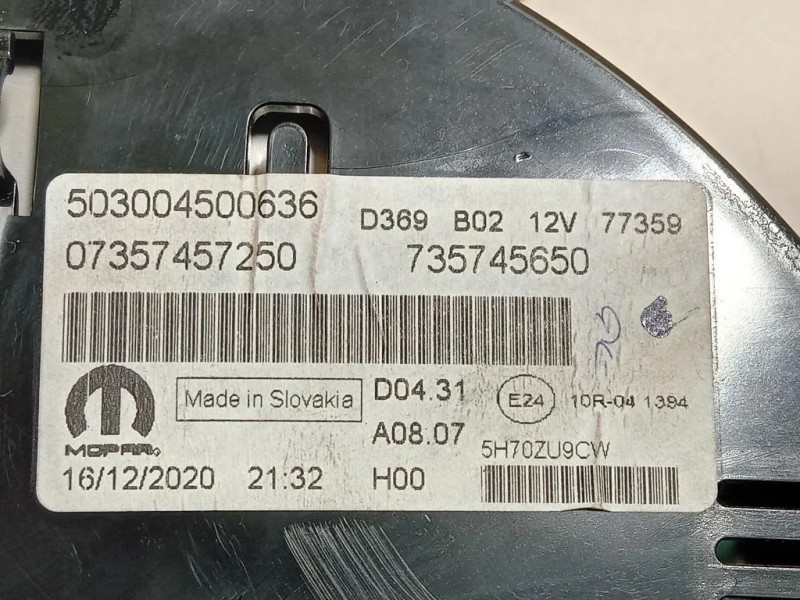 503004500636 D369 B02 12V 77359
07357457250 735745650
Made in Slovakia D04.31 E24 10R-04 1394
MOPAR A08.07 5H70ZU9CW
16/12/2020 21:32 H00